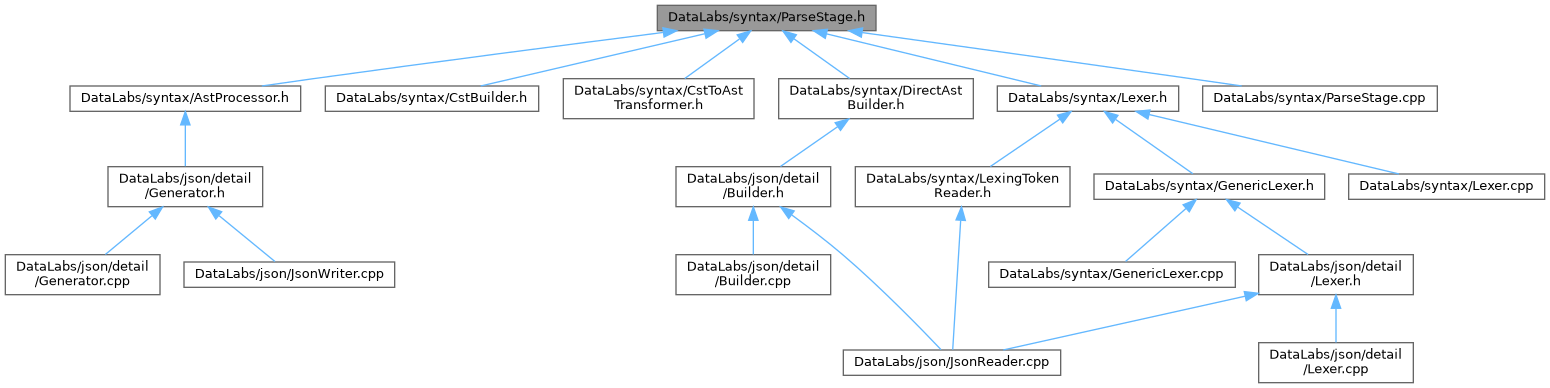 DataLabs/syntax/ParseStage.h
DataLabs/syntax/AstProcessor.h
DataLabs/syntax/CstBuilder.h
DataLabs/syntax/CstToAst
Transformer.h
DataLabs/syntax/DirectAst
Builder.h
DataLabs/syntax/Lexer.h
DataLabs/syntax/ParseStage.cpp
DataLabs/json/detail
/Generator.h
DataLabs/json/detail
/Builder.h
DataLabs/syntax/LexingToken
Reader.h
DataLabs/syntax/GenericLexer.h
DataLabs/syntax/Lexer.cpp
DataLabs/json/detail
/Generator.cpp
DataLabs/json/JsonWriter.cpp
DataLabs/json/detail
/Builder.cpp
DataLabs/syntax/GenericLexer.cpp
DataLabs/json/detail
/Lexer.h
DataLabs/json/JsonReader.cpp
DataLabs/json/detail
/Lexer.cpp